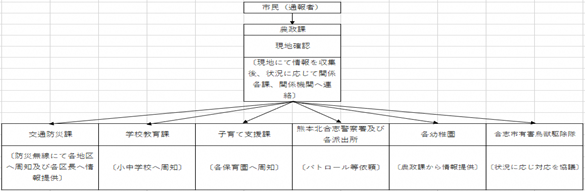 市民（通報者）
農政課
現地確認
（現地にて情報を収集
後、状況に応じて関係
各課、関係機関へ連
絡）
交通防災課
（防災無線にて各地区
へ周知及び各区長へ情
報提供）
学校教育課
（小中学校へ周知）
子育て支援課
（各保育園へ周知）
熊本北合志警察署及び
各派出所
（パトロール等依頼）
各幼稚園
（農政課から情報提供）
合志市有害鳥獣駆除隊
（状況に応じ対応を協議）